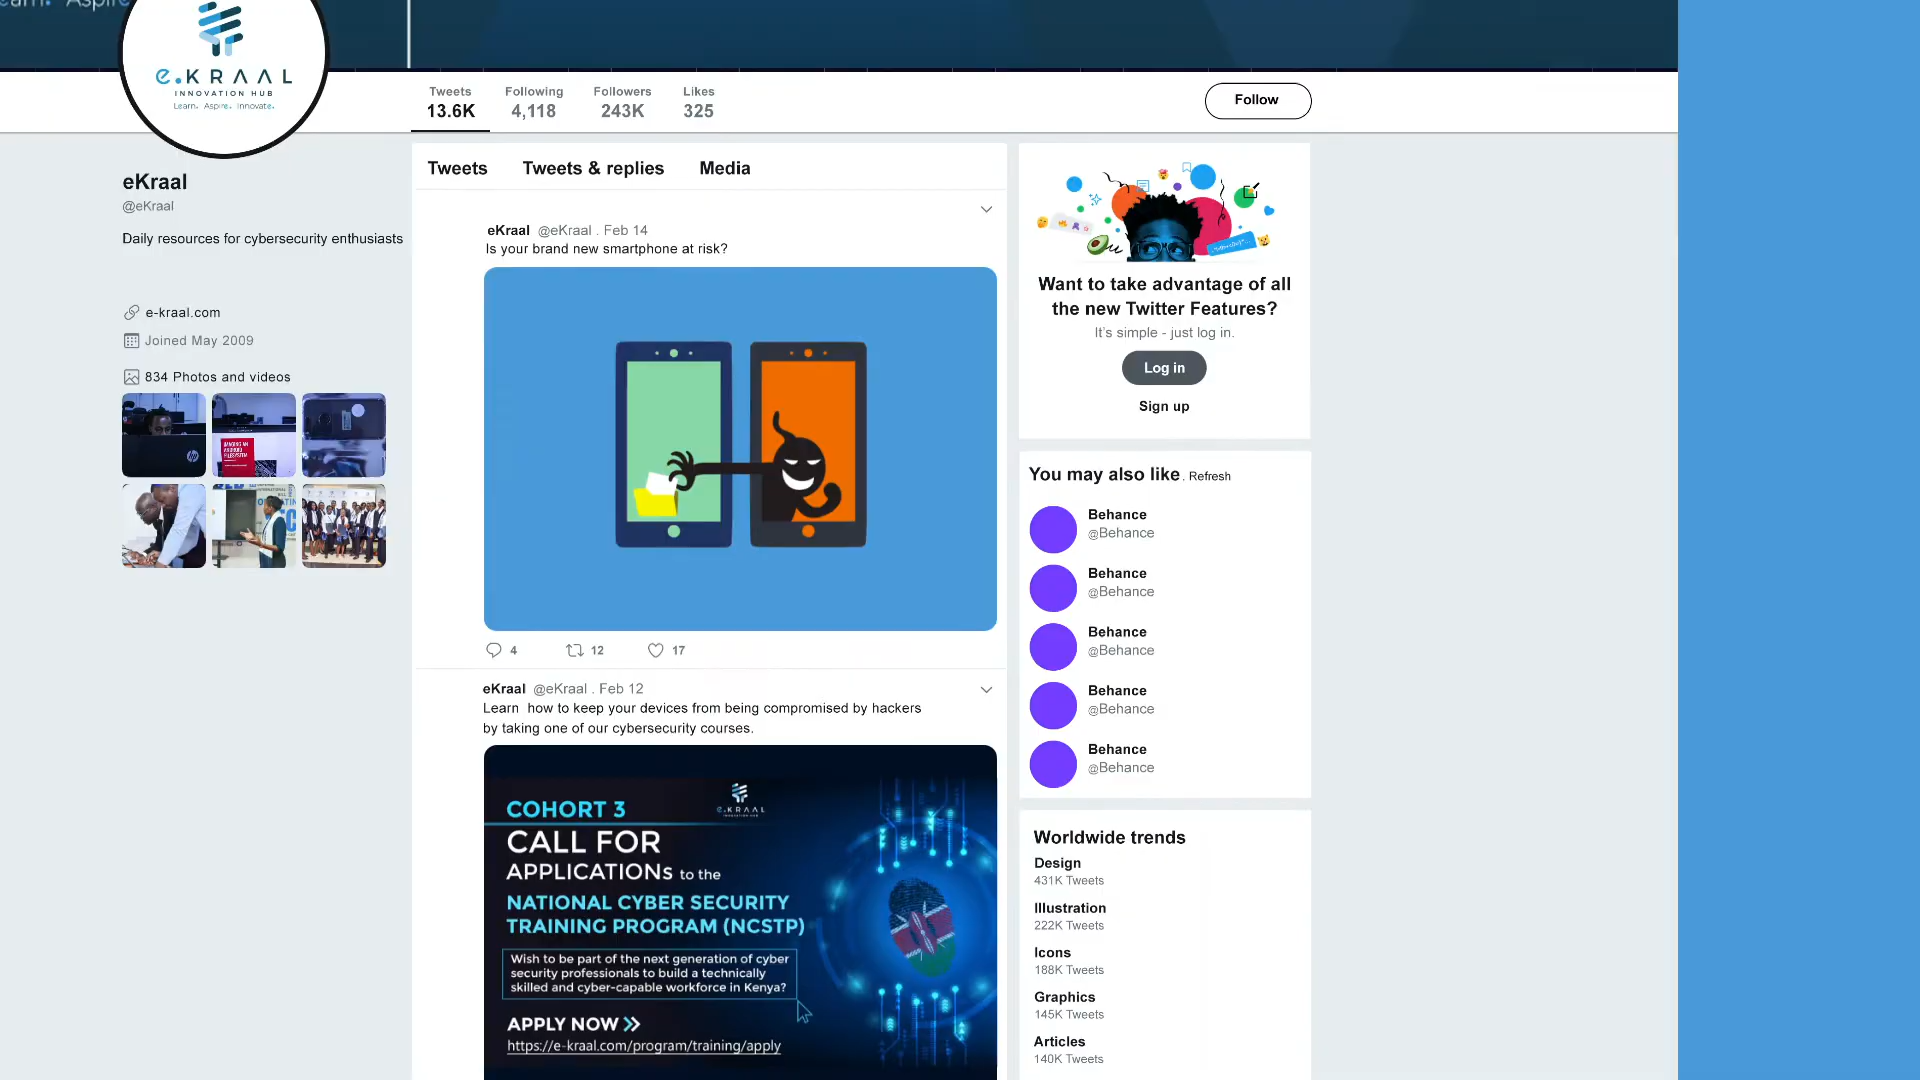 e.KRAAL
INNOVATION HUB
Learn. Aspire. Innovate.
Tweets
13.6K
Following
4,118
Followers
243K
Likes
325
Follow
eKraal
@eKraal
Daily resources for cybersecurity enthusiasts
e-kraal.com
Joined May 2009
834 Photos and videos
Tweets
Tweets & replies
Media
eKraal @eKraal . Feb 14
Is your brand new smartphone at risk?
4
12
17
eKraal @eKraal . Feb 12
Learn how to keep your devices from being compromised by hackers
by taking one of our cybersecurity courses.
e.KRAAL
INNOVATION HUB
COHORT 3
CALL FOR
APPLICATIONs to the
NATIONAL CYBER SECURITY
TRAINING PROGRAM (NCSTP)
Wish to be part of the next generation of cyber
security professionals to build a technically
skilled and cyber-capable workforce in Kenya?
APPLY NOW
https://e-kraal.com/program/training/apply
Want to take advantage of all
the new Twitter Features?
It's simple - just log in.
Log in
Sign up
You may also like . Refresh
Behance
@Behance
Behance
@Behance
Behance
@Behance
Behance
@Behance
Behance
@Behance
Worldwide trends
Design
431K Tweets
Illustration
222K Tweets
Icons
188K Tweets
Graphics
145K Tweets
Articles
140K Tweets